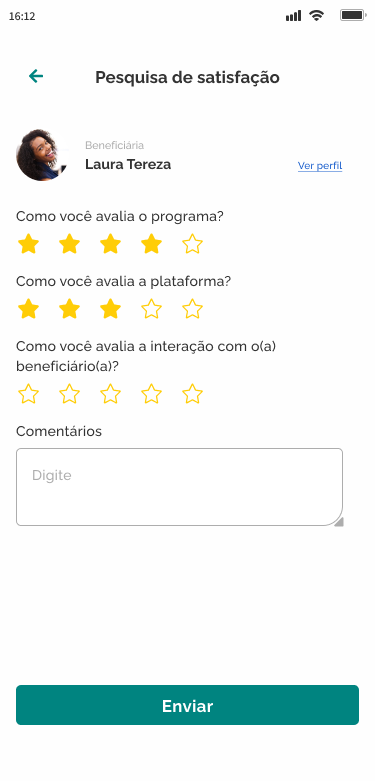 16:12
Pesquisa de satisfação
Beneficiária
Laura Tereza
Ver perfil
Como você avalia o programa?
Como você avalia a plataforma?
Como você avalia a interação com o(a)
beneficiário(a)?
Comentários
Digite
Enviar